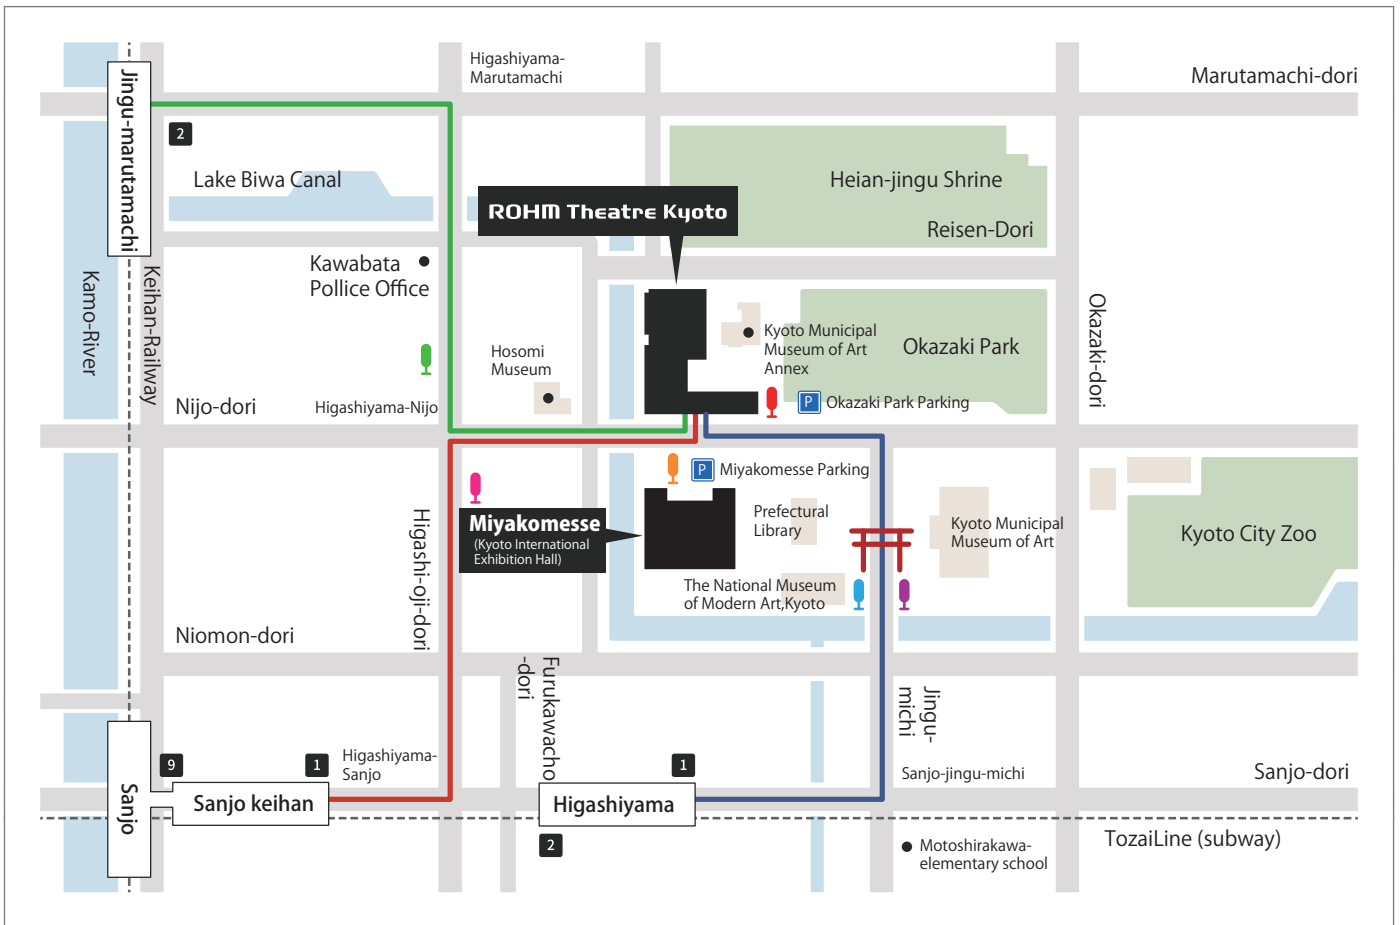 Higashiyama-
Marutamachi
Marutamachi-dori
Jingu-marutamachi
2
Lake Biwa Canal
Heian-jingu Shrine
ROHM Theatre Kyoto
Reisen-Dori
Kawabata
Pollice Office
Kamo-River
Keihan-Railway
Okazaki-dori
Kyoto Municipal
Museum of Art
Annex
Okazaki Park
Hosomi
Museum
Nijo-dori
Higashiyama-Nijo
P
Okazaki Park Parking
P
Miyakomesse Parking
Miyakomesse
(Kyoto International
Exhibition Hall)
Prefectural
Library
Kyoto Municipal
Museum of Art
Kyoto City Zoo
Higashi-oji-dori
The National Museum
of Modern Art,Kyoto
Niomon-dori
Furukawacho
-dori
Jingu-
michi
Sanjo
9
1
Higashiyama-
Sanjo
1
Sanjo-jingu-michi
Sanjo-dori
Sanjo keihan
Higashiyama
2
TozaiLine (subway)
Motoshirakawa-
elementary school